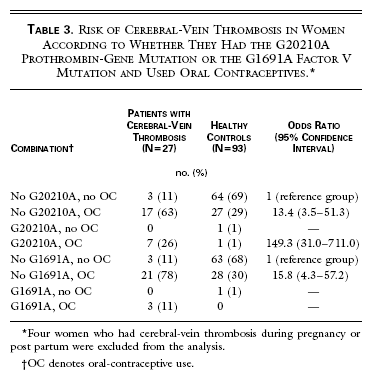 TABLE 3. RISK OF CEREBRAL-VEIN THROMBOSIS IN WOMEN
ACCORDING TO WHETHER THEY HAD THE G20210A
PROTHROMBIN-GENE MUTATION OR THE G1691A FACTOR V
MUTATION AND USED ORAL CONTRACEPTIVES.*
COMBINATION† PATIENTS WITH CEREBRAL-VEIN THROMBOSIS (N=27) HEALTHY CONTROLS (N=93) ODDS RATIO (95% CONFIDENCE INTERVAL)
no. (%)
No G20210A, no OC 3 (11) 64 (69) 1 (reference group)
No G20210A, OC 17 (63) 27 (29) 13.4 (3.5–51.3)
G20210A, no OC 0 1 (1) —
G20210A, OC 7 (26) 1 (1) 149.3 (31.0–711.0)
No G1691A, no OC 3 (11) 63 (68) 1 (reference group)
No G1691A, OC 21 (78) 28 (30) 15.8 (4.3–57.2)
G1691A, no OC 0 1 (1) —
G1691A, OC 3 (11) 0 —
*Four women who had cerebral-vein thrombosis during pregnancy or
post partum were excluded from the analysis.
†OC denotes oral-contraceptive use.